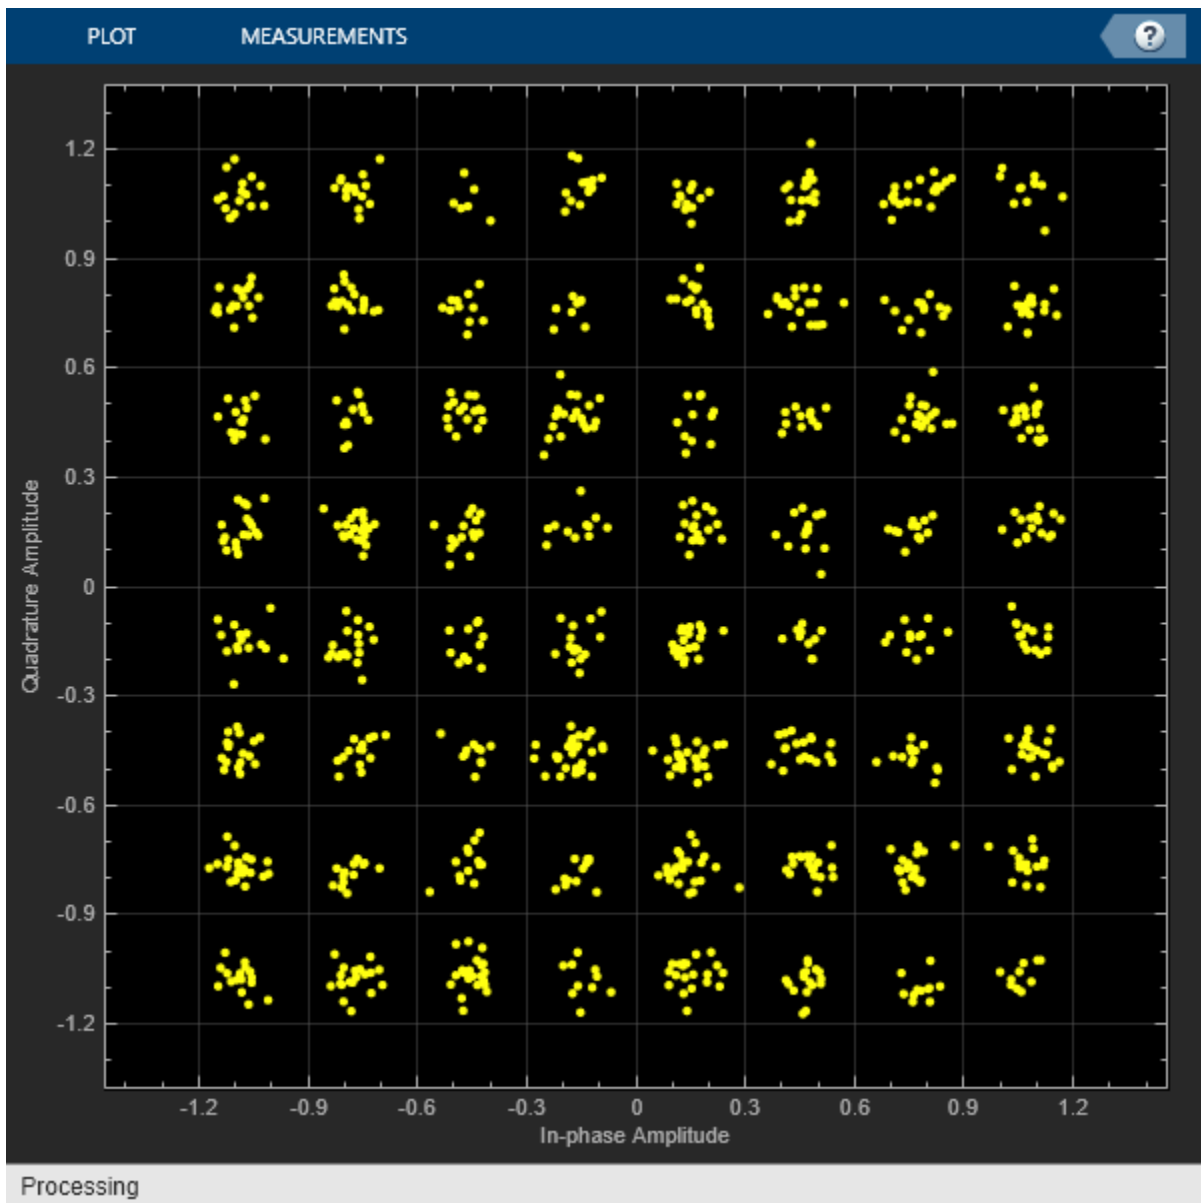 PLOT MEASUREMENTS ?
1.2
0.9
0.6
0.3
0
-0.3
-0.6
-0.9
-1.2
Quadrature Amplitude
-1.2 -0.9 -0.6 -0.3 0 0.3 0.6 0.9 1.2
In-phase Amplitude
Processing